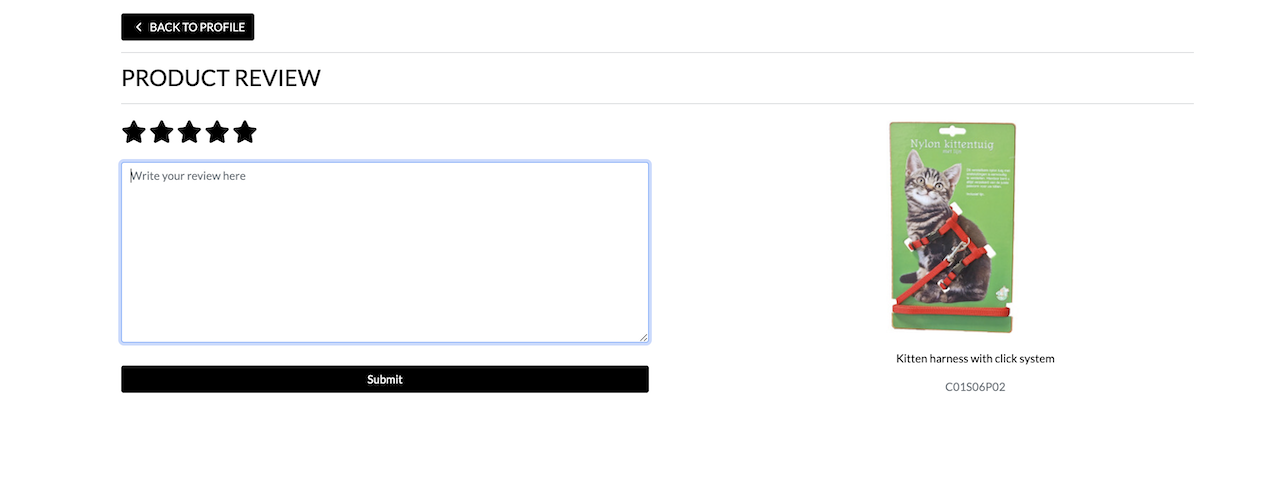 BACK TO PROFILE
PRODUCT REVIEW
Write your review here
Submit
Nylon kittentuig
Kitten harness with click system
C01S06P02